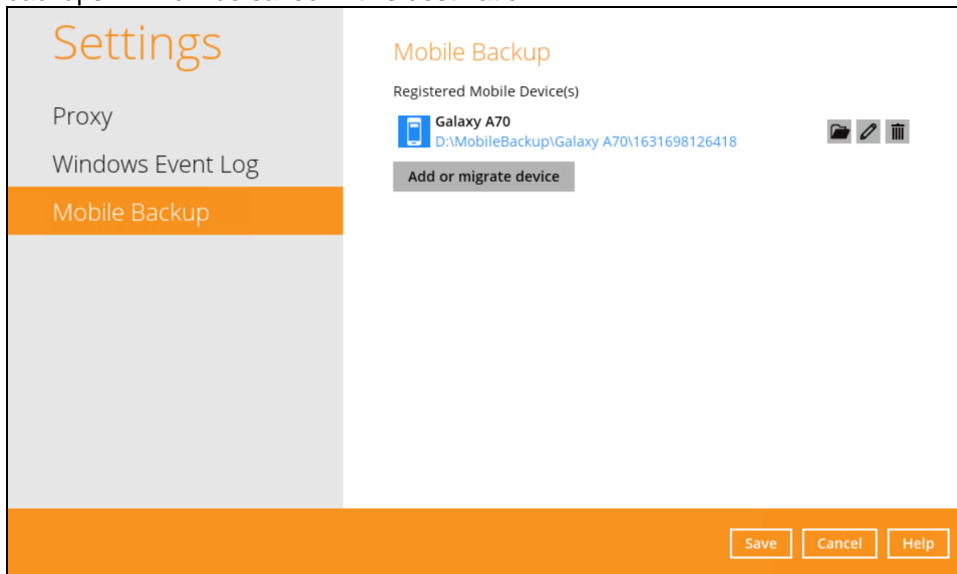 Settings
Proxy
Windows Event Log
Mobile Backup
Mobile Backup
Registered Mobile Device(s)
Galaxy A70
D:\MobileBackup\Galaxy A70\1631698126418
Add or migrate device
Save
Cancel
Help